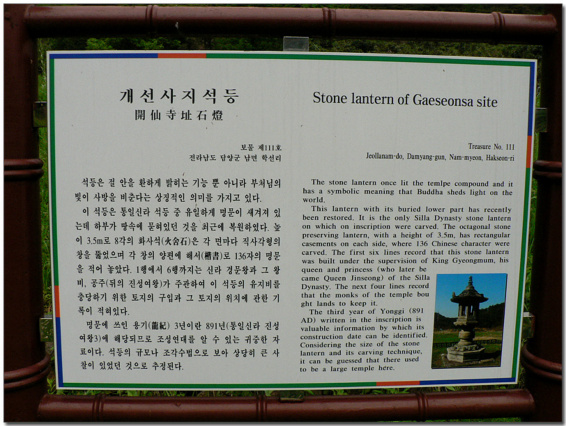 개선사지석등
開仙寺址石燈
보물 제111호
전라남도 담양군 남면 학선리
석등은 절 안을 환하게 밝히는 기능 뿐 아니라 부처님의
빛이 사방을 비춘다는 상징적인 의미를 가지고 있다.
이 석등은 통일신라 석등 중 유일하게 명문이 새겨져 있
는데 하부가 땅속에 묻혔던 것을 최근에 복원하였다. 높
이 3.5m로 8각의 화사석(火舍石)은 각 면마다 직사각형의
창을 뚫었으며 각 창의 양편에 해서(楷書)로 136자의 명문
을 적어 놓았다. 1행에서 6행까지는 신라 경문왕과 그 왕
비, 공주(뒤의 진성여왕)가 주관하여 이 석등의 유지비를
충당하기 위한 토지의 구입과 그 토지의 위치에 관한 기
록이 적혀있다.
명문에 쓰인 용기(龍紀) 3년이란 891년(통일신라 진성
여왕3)에 해당되므로 조성연대를 알 수 있는 귀중한 자
료이다. 석등의 규모나 조각수법으로 보아 상당히 큰 사
찰이 있었던 것으로 추정된다.
Stone lantern of Gaeseonsa site
Treasure No. 111
Jeollanam-do, Damyang-gun, Nam-myeon, Hakseon-ri
The stone lantern once lit the temlpe compound and it
has a symbolic meaning that Buddha sheds light on the
world.
This lantern with its buried lower part has recently
been restored. It is the only Silla Dynasty stone lantern
on which inscription were carved. The octagonal stone
preserving lantern, with a height of 3.5m, has rectangular
casements on each side, where 136 Chinese character were
carved. The first six lines record that this stone lantern
was built under the supervision of King Gyeongmun, his
queen and princess (who later be
came Queen Jinseong) of the Silla
Dynasty. The next four lines record
that the monks of the temple bou
ght lands to keep it.
The third year of Yonggi (891
AD) written in the inscription is
valuable information by which its
construction date can be identified.
Considering the size of the stone
lantern and its carving technique,
it can be guessed that there used
to be a large temple here.